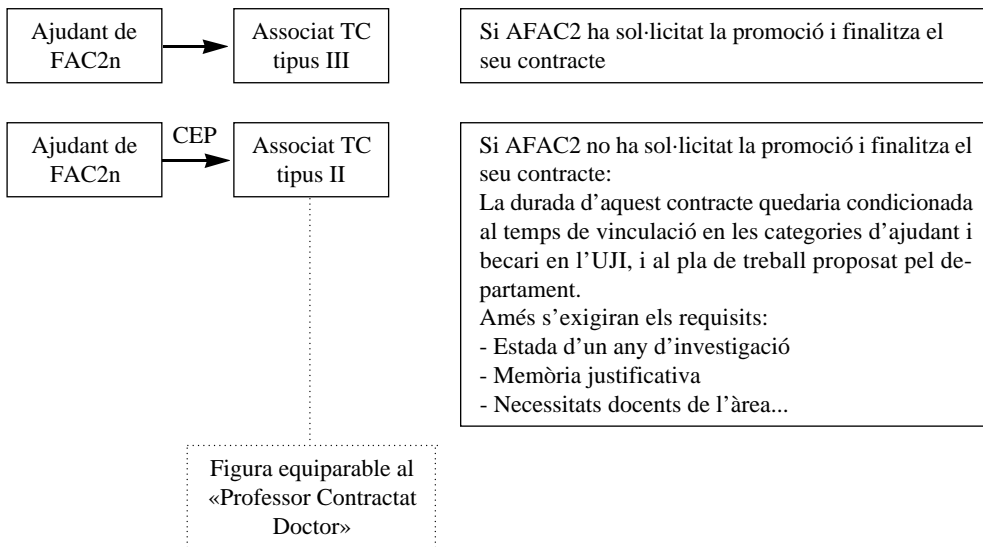 Ajudant de
FAC2n
Associat TC
tipus III
Si AFAC2 ha sol·licitat la promoció i finalitza el
seu contracte
Ajudant de
FAC2n
CEP
Associat TC
tipus II
Si AFAC2 no ha sol·licitat la promoció i finalitza el
seu contracte:
La durada d’aquest contracte quedaria condicionada
al temps de vinculació en les categories d’ajudant i
becari en l’UJI, i al pla de treball proposat pel de-
partament.
Amés s’exigiran els requisits:
- Estada d’un any d’investigació
- Memòria justificativa
- Necessitats docents de l’àrea...
Figura equiparable al
«Professor Contractat
Doctor»